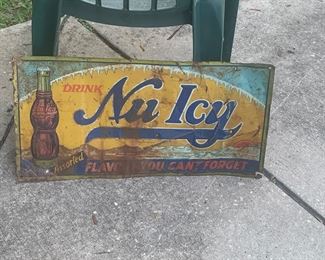 DRINK
Nu Icy
Assorted
FLAVORS YOU CAN'T FORGET